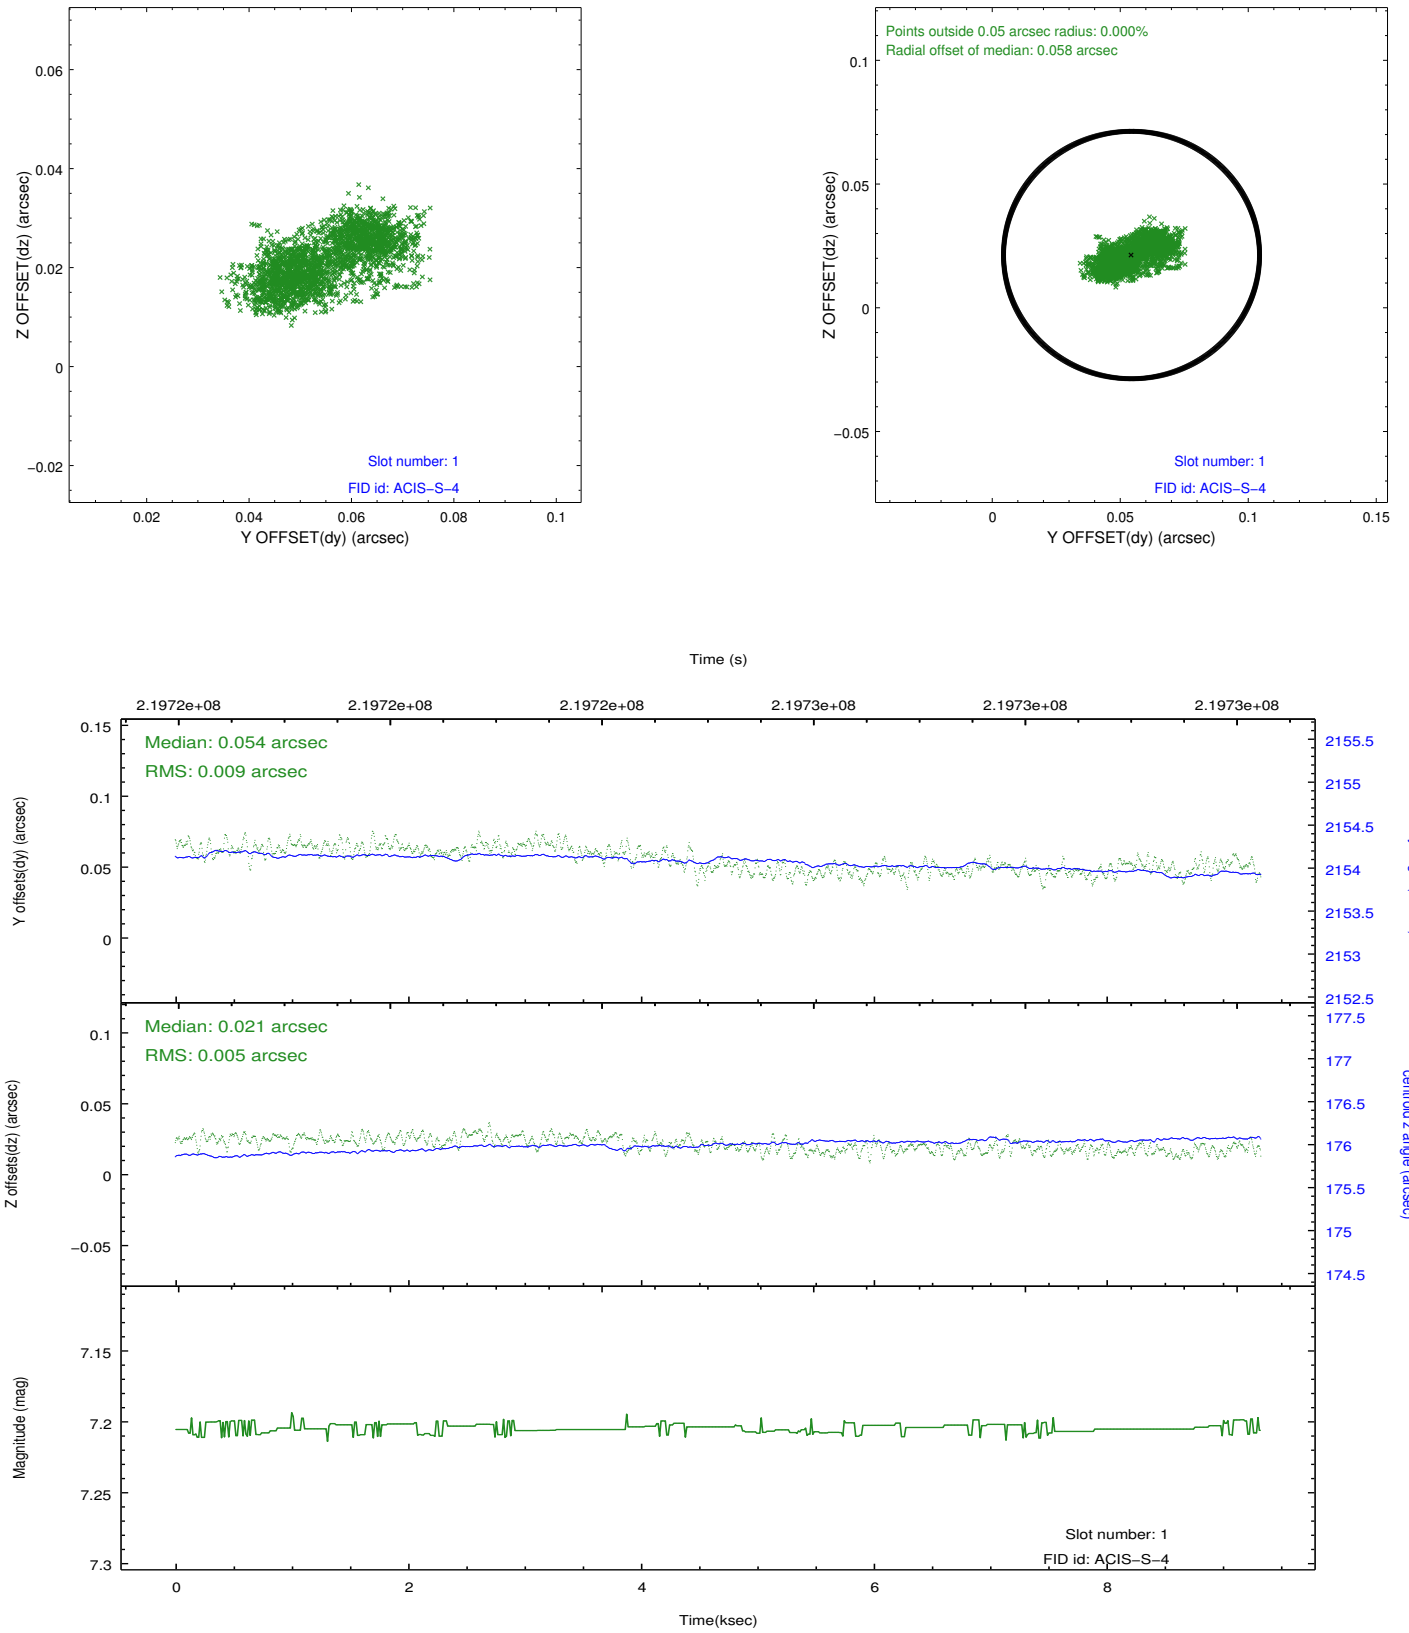 0.06
0.04
0.02
0
−0.02
Z OFFSET(dz) (arcsec)
Slot number: 1
FID id: ACIS−S−4
0.02 0.04 0.06 0.08 0.1
Y OFFSET(dy) (arcsec)
Points outside 0.05 arcsec radius: 0.000%
Radial offset of median: 0.058 arcsec
0.1
0.05
0
−0.05
Z OFFSET(dz) (arcsec)
Slot number: 1
FID id: ACIS−S−4
0 0.05 0.1 0.15
Y OFFSET(dy) (arcsec)
Time (s)
2.1972e+08 2.1972e+08 2.1972e+08 2.1973e+08 2.1973e+08 2.1973e+08
Median: 0.054 arcsec
RMS: 0.009 arcsec
0.15
0.1
0.05
0
Y offsets(dy) (arcsec)
2155.5
2155
2154.5
2154
2153.5
2153
2152.5
Median: 0.021 arcsec
RMS: 0.005 arcsec
0.1
0.05
0
−0.05
Z offsets(dz) (arcsec)
177.5
177
176.5
176
175.5
175
174.5
centroid z angle (arcsec)
7.15
7.2
7.25
7.3
Magnitude (mag)
Slot number: 1
FID id: ACIS−S−4
0 2 4 6 8
Time(ksec)